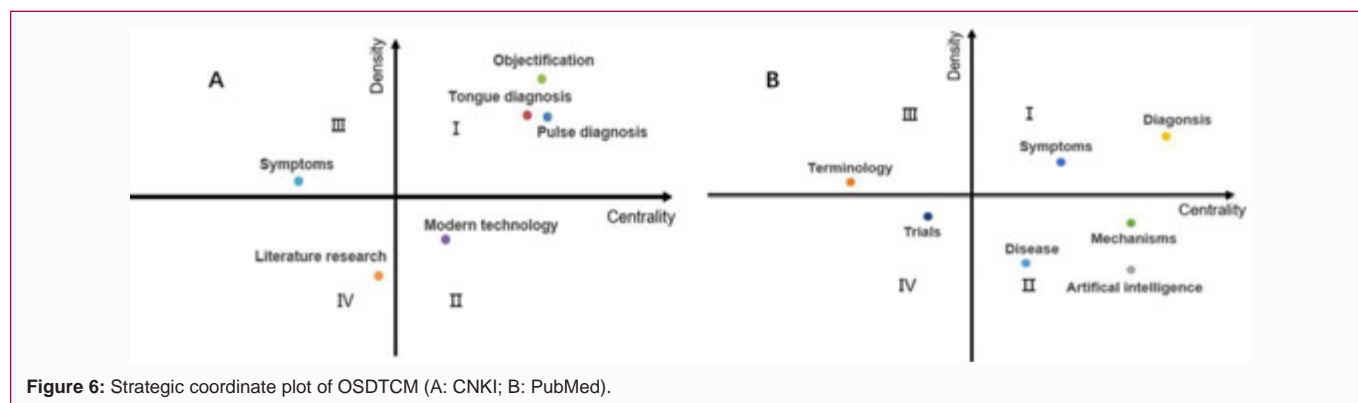 A
Density
Objectification
Tongue diagnosis
Pulse diagnosis
III
I
Symptoms
Centrality
Modern technology
Literature research
IV
II
B
Density
III
I
Diagonsis
Symptoms
Terminology
Centrality
Trials
Mechanisms
Disease
IV
II
Artifical intelligence
Figure 6: Strategic coordinate plot of OSDTCM (A: CNKI; B: PubMed).